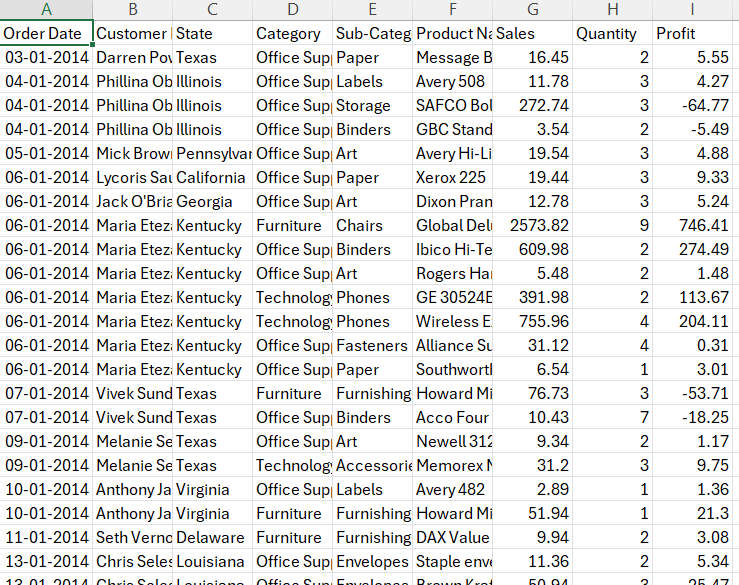 A B C D E F G H I
Order Date Customer State Category Sub-Categ Product Na Sales Quantity Profit
03-01-2014 Darren Pov Texas Office Sup Paper Message B 16.45 2 5.55
04-01-2014 Phillina Ob Illinois Office Sup Labels Avery 508 11.78 3 4.27
04-01-2014 Phillina Ob Illinois Office Sup Storage SAFCO Bol 272.74 3 -64.77
04-01-2014 Phillina Ob Illinois Office Sup Binders GBC Stand 3.54 2 -5.49
05-01-2014 Mick Brow Pennsylvan Office Sup Art Avery Hi-Li 19.54 3 4.88
06-01-2014 Lycoris Sau California Office Sup Paper Xerox 225 19.44 3 9.33
06-01-2014 Jack O'Bria Georgia Office Sup Art Dixon Pran 12.78 3 5.24
06-01-2014 Maria Etez Kentucky Furniture Chairs Global Del 2573.82 9 746.41
06-01-2014 Maria Etez Kentucky Office Sup Binders Ibico Hi-Te 609.98 2 274.49
06-01-2014 Maria Etez Kentucky Office Sup Art Rogers Ha 5.48 2 1.48
06-01-2014 Maria Etez Kentucky Technology Phones GE 30524E 391.98 2 113.67
06-01-2014 Maria Etez Kentucky Technology Phones Wireless E 755.96 4 204.11
06-01-2014 Maria Etez Kentucky Office Sup Fasteners Alliance Su 31.12 4 0.31
06-01-2014 Maria Etez Kentucky Office Sup Paper Southwort 6.54 1 3.01
07-01-2014 Vivek Sund Texas Furniture Furnishing Howard Mi 76.73 3 -53.71
07-01-2014 Vivek Sund Texas Office Sup Binders Acco Four 10.43 7 -18.25
09-01-2014 Melanie Se Texas Office Sup Art Newell 312 9.34 2 1.17
09-01-2014 Melanie Se Texas Technology Accessorie Memorex M 31.2 3 9.75
10-01-2014 Anthony Ja Virginia Office Sup Labels Avery 482 2.89 1 1.36
10-01-2014 Anthony Ja Virginia Furniture Furnishing Howard Mi 51.94 1 21.3
11-01-2014 Seth Verno Delaware Furniture Furnishing DAX Value 9.94 2 3.08
13-01-2014 Chris Seles Louisiana Office Sup Envelopes Staple enve 11.36 2 5.34
13-01-2014 Chris Seles Louisiana Office Sup Envelopes Brown Kraf 50.94 3 25.47